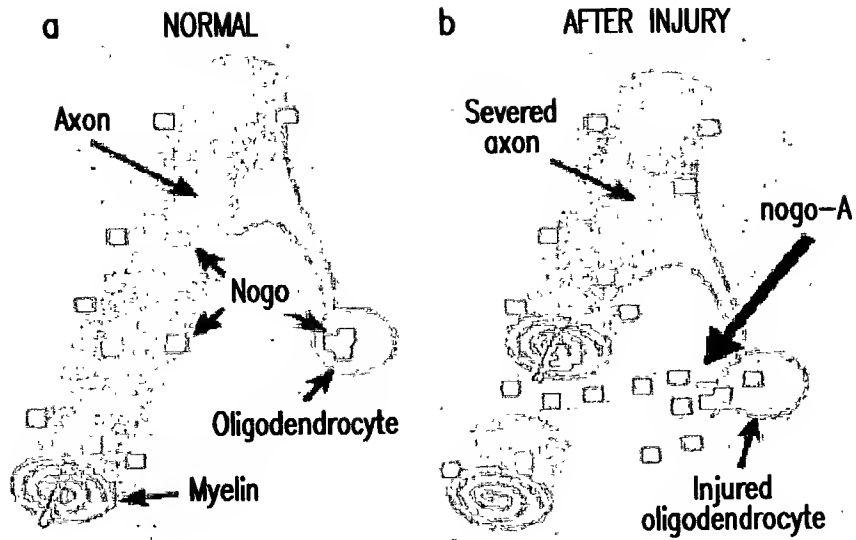 a NORMAL
Axon
Nogo
Oligodendrocyte
Myelin
b AFTER INJURY
Severed
axon
nogo-A
Injured
oligodendrocyte